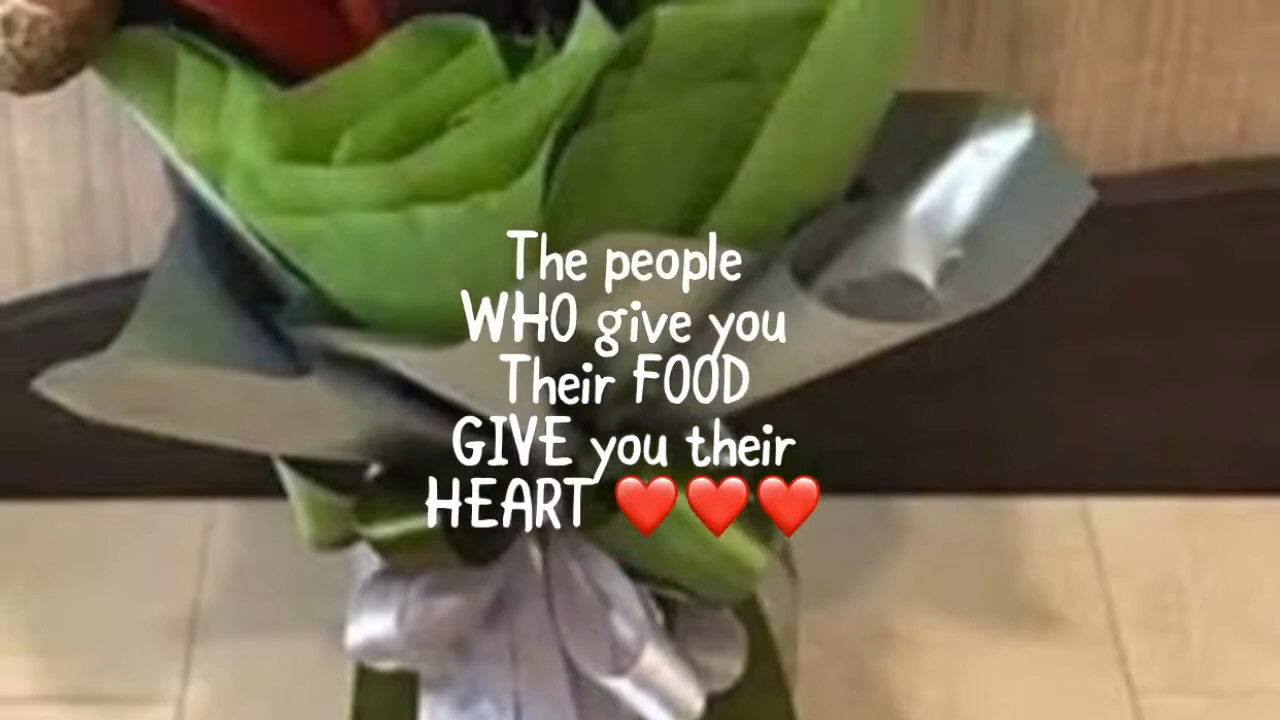 The people
WHO give you
Their FOOD
GIVE you their
HEART ❤️❤️❤️